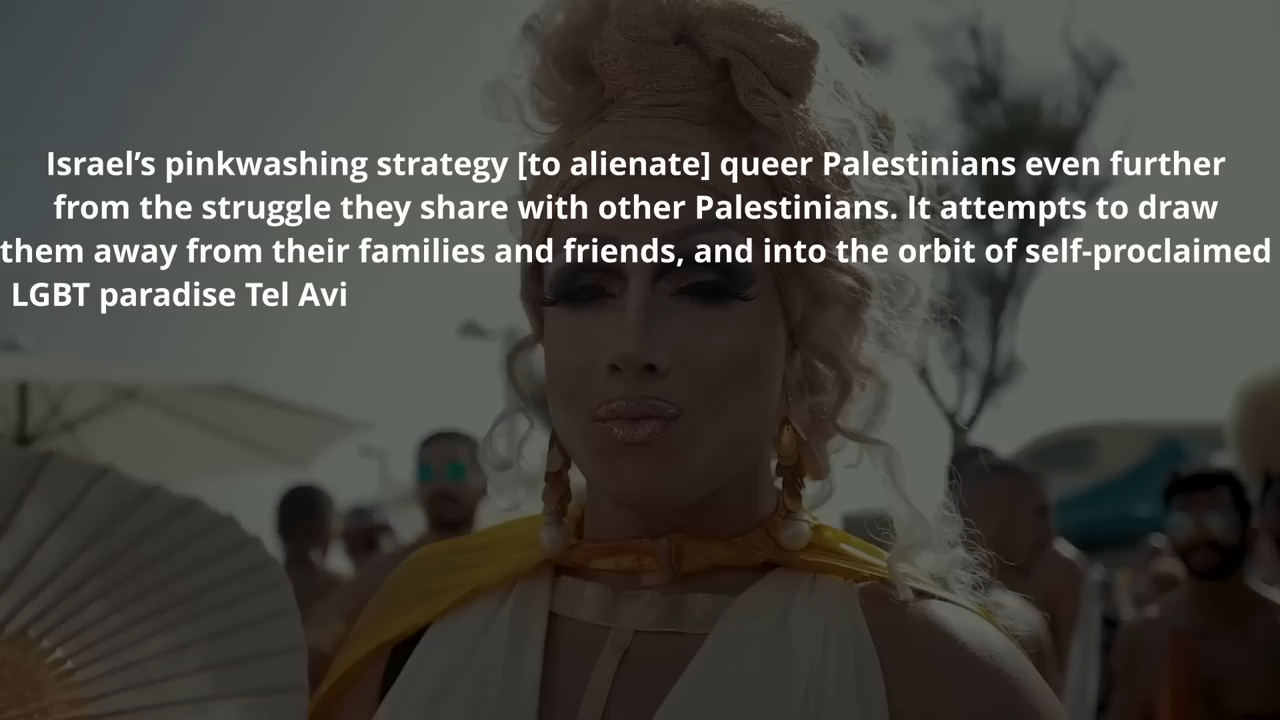 Israel’s pinkwashing strategy [to alienate] queer Palestinians even further
from the struggle they share with other Palestinians. It attempts to draw
them away from their families and friends, and into the orbit of self-proclaimed
LGBT paradise Tel Avi